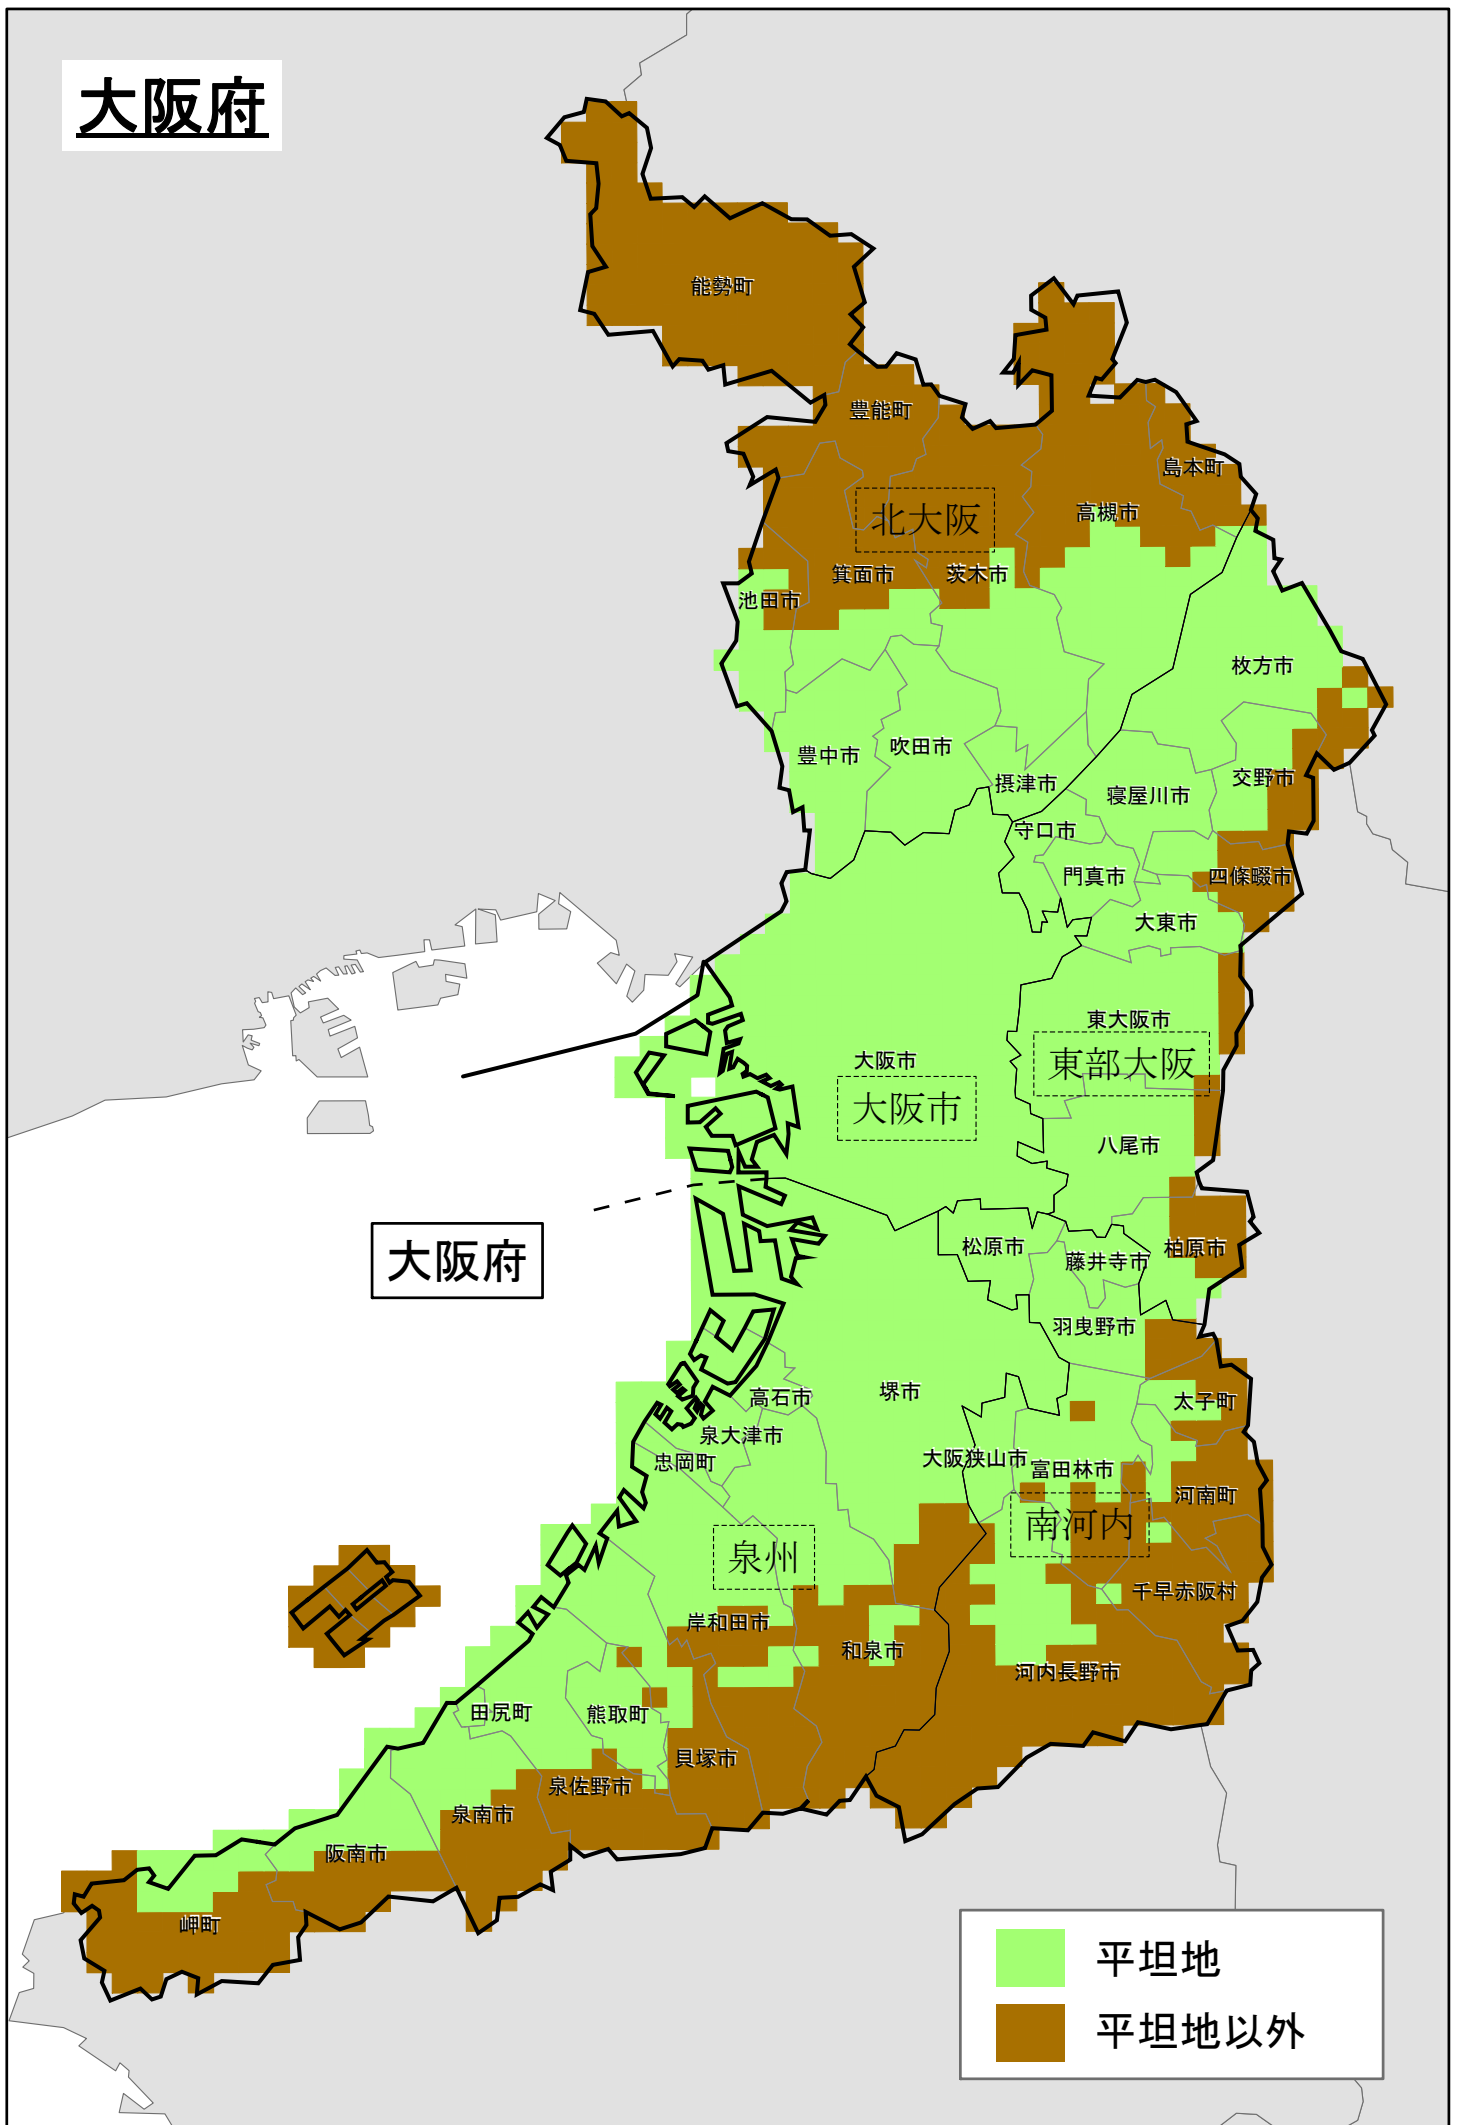 大阪府
能勢町
豊能町
島本町
高槻市
北大阪
箕面市
茨木市
池田市
枚方市
豊中市
吹田市
摂津市
交野市
寝屋川市
守口市
門真市
四條畷市
大東市
東大阪市
東部大阪
大阪市
大阪市
八尾市
大阪府
松原市
藤井寺市
柏原市
羽曳野市
堺市
高石市
太子町
泉大津市
忠岡町
大阪狭山市
富田林市
河南町
南河内
泉州
千早赤阪村
岸和田市
和泉市
河内長野市
田尻町
熊取町
貝塚市
泉佐野市
泉南市
阪南市
岬町
平坦地
平坦地以外